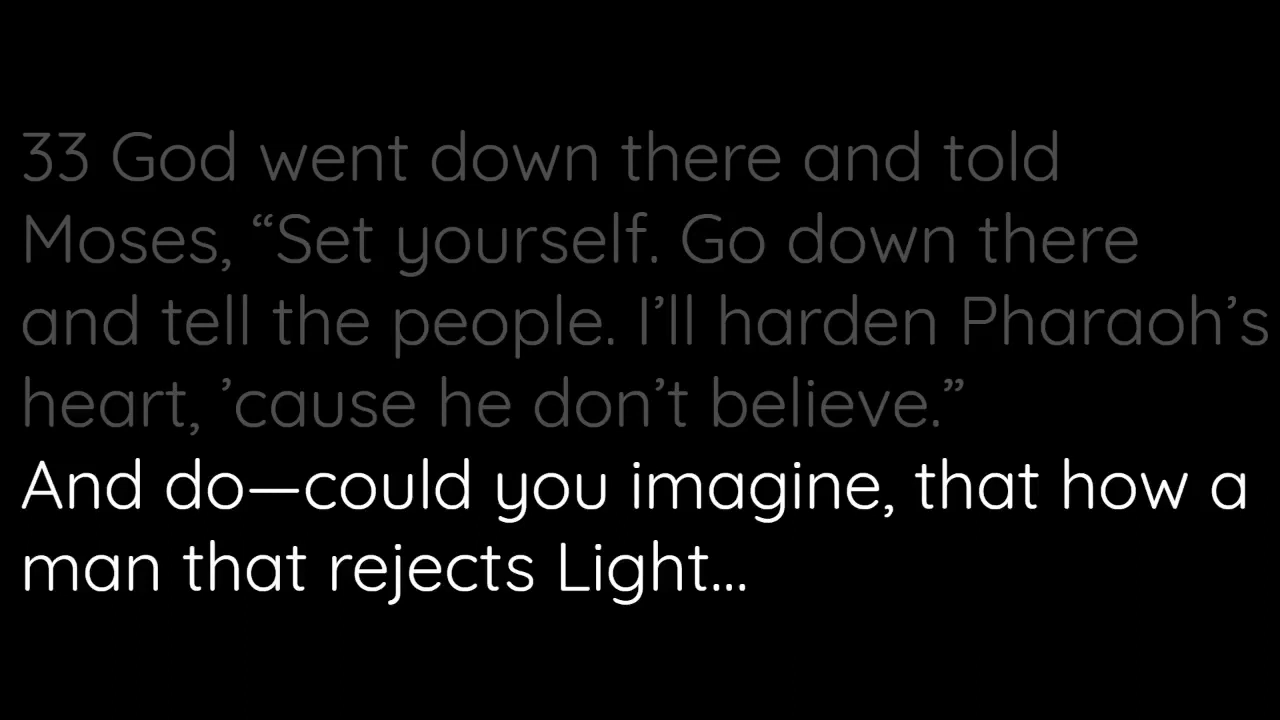 33 God went down there and told
Moses, “Set yourself. Go down there
and tell the people. I’ll harden Pharaoh’s
heart, ’cause he don’t believe.”
And do—could you imagine, that how a
man that rejects Light...